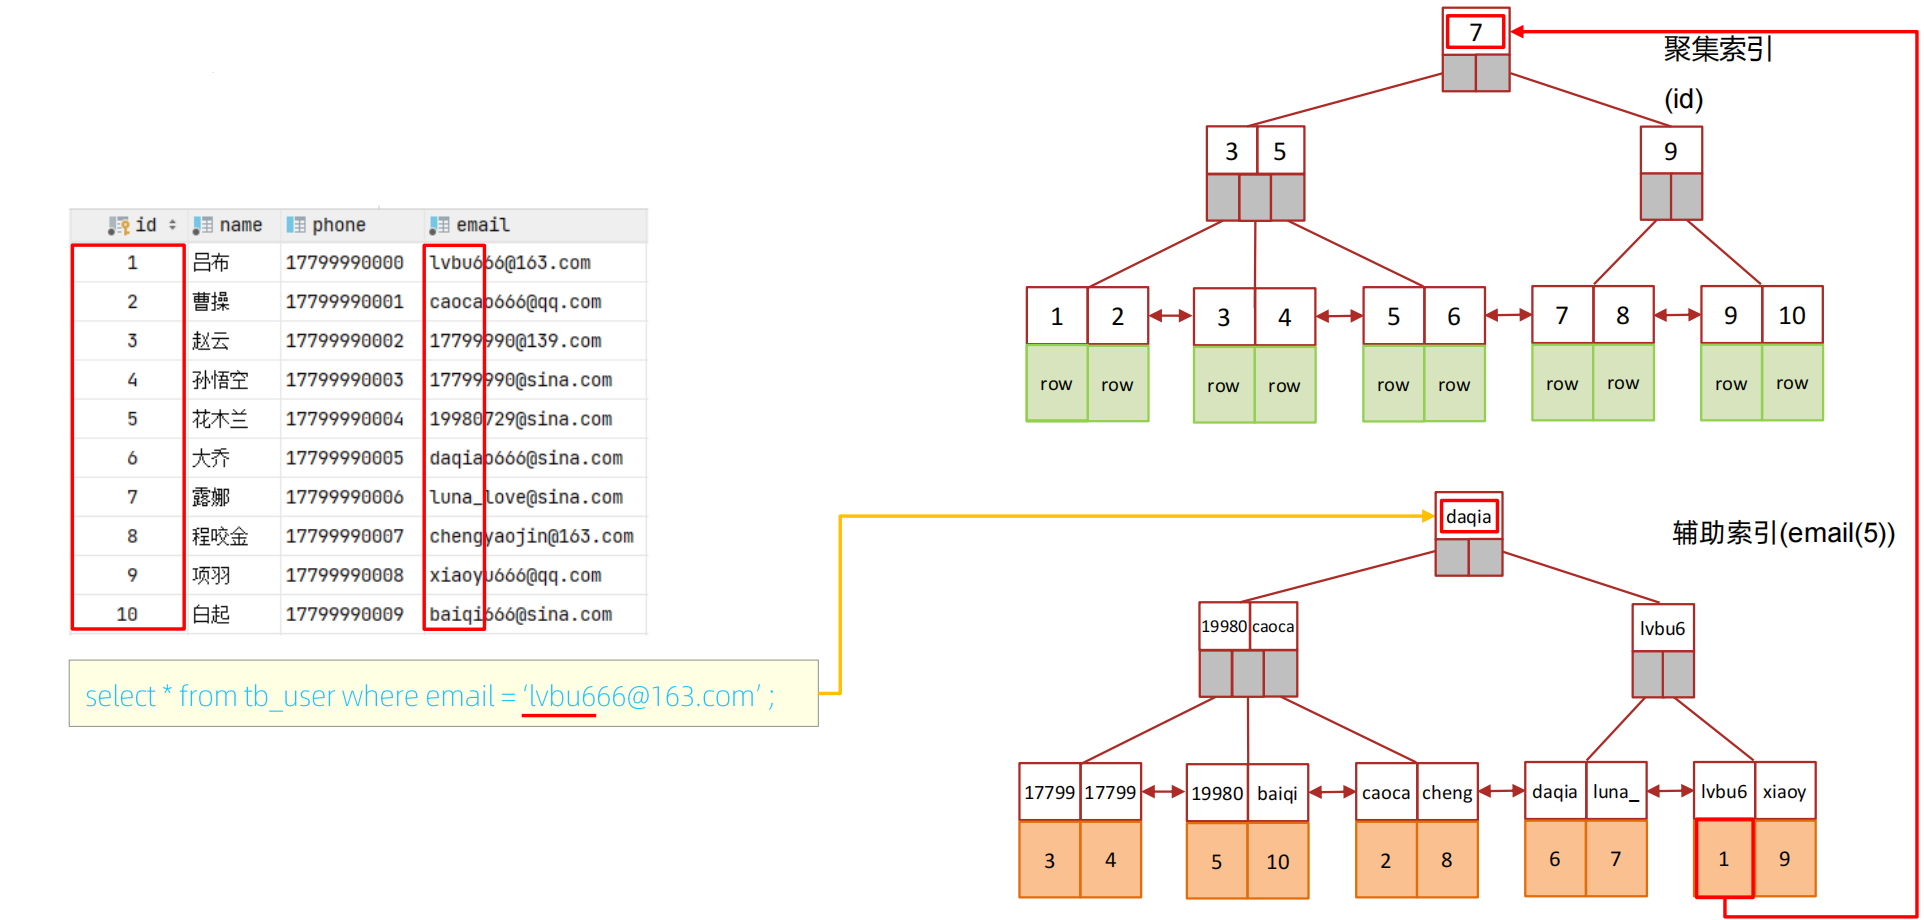 id name phone email
1 吕布 17799990000 lvbu666@163.com
2 曹操 17799990001 caocao666@qq.com
3 赵云 17799990002 17799990@139.com
4 孙悟空 17799990003 17799990@sina.com
5 花木兰 17799990004 19980729@sina.com
6 大乔 17799990005 daqiao666@sina.com
7 露娜 17799990006 luna_love@sina.com
8 程咬金 17799990007 chengyaojin@163.com
9 项羽 17799990008 xiaoyu666@qq.com
10 白起 17799990009 baiqi666@sina.com
select * from tb_user where email = ‘lvbu666@163.com’ ;
7
聚集索引
(id)
3 5 9
1 2 3 4 5 6 7 8 9 10
row row row row row row row row row row
daqia
辅助索引(email(5))
19980 caoca lvbu6
17799 17799 19980 baiqi caoca cheng daqia luna_ lvbu6 xiaoy
3 4 5 10 2 8 6 7 1 9